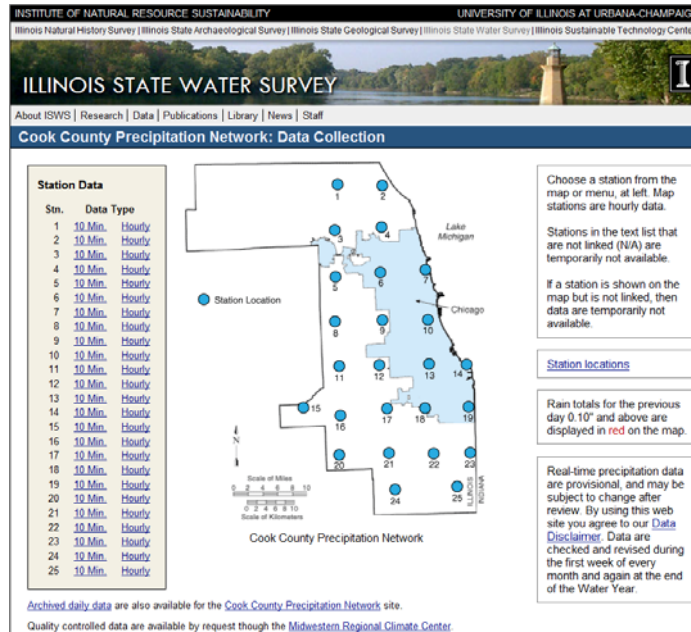 INSTITUTE OF NATURAL RESOURCE SUSTAINABILITY
UNIVERSITY OF ILLINOIS AT URBANA-CHAMPAIG
Illinois Natural History Survey | Illinois State Archaeological Survey | Illinois State Geological Survey | Illinois State Water Survey | Illinois Sustainable Technology Cente
ILLINOIS STATE WATER SURVEY
I
About ISWS | Research | Data | Publications | Library | News | Staff
Cook County Precipitation Network: Data Collection
Station Data
Stn. Data Type
1 10 Min. Hourly
2 10 Min. Hourly
3 10 Min. Hourly
4 10 Min. Hourly
5 10 Min. Hourly
6 10 Min. Hourly
7 10 Min. Hourly
8 10 Min. Hourly
9 10 Min. Hourly
10 10 Min. Hourly
11 10 Min. Hourly
12 10 Min. Hourly
13 10 Min. Hourly
14 10 Min. Hourly
15 10 Min. Hourly
16 10 Min. Hourly
17 10 Min. Hourly
18 10 Min. Hourly
19 10 Min. Hourly
20 10 Min. Hourly
21 10 Min. Hourly
22 10 Min. Hourly
23 10 Min. Hourly
24 10 Min. Hourly
25 10 Min. Hourly
1 2
3 4
Lake
Michigan
5 6 7
Station Location
Chicago
8 9 10
11 12 13 14
15 16 17 18 19
N
20 21 22 23
24 25
ILLINOIS
INDIANA
Scale of Miles
0 2 4 6 8 10
0 2 4 6 8 10
Scale of Kilometers
Cook County Precipitation Network
Choose a station from the
map or menu, at left. Map
stations are hourly data.
Stations in the text list
that are not linked (N/A) are
temporarily not available.
If a station is shown on the
map but is not linked, then
data are temporarily not
available.
Station locations
Rain totals for the previous
day 0.10" and above are
displayed in red on the map.
Real-time precipitation data
are provisional, and may be
subject to change after
review. By using this web
site you agree to our Data
Disclaimer. Data are
checked and revised during
the first week of every
month and again at the end
of the Water Year.
Archived daily data are also available for the Cook County Precipitation Network site.
Quality controlled data are available by request though the Midwestern Regional Climate Center.